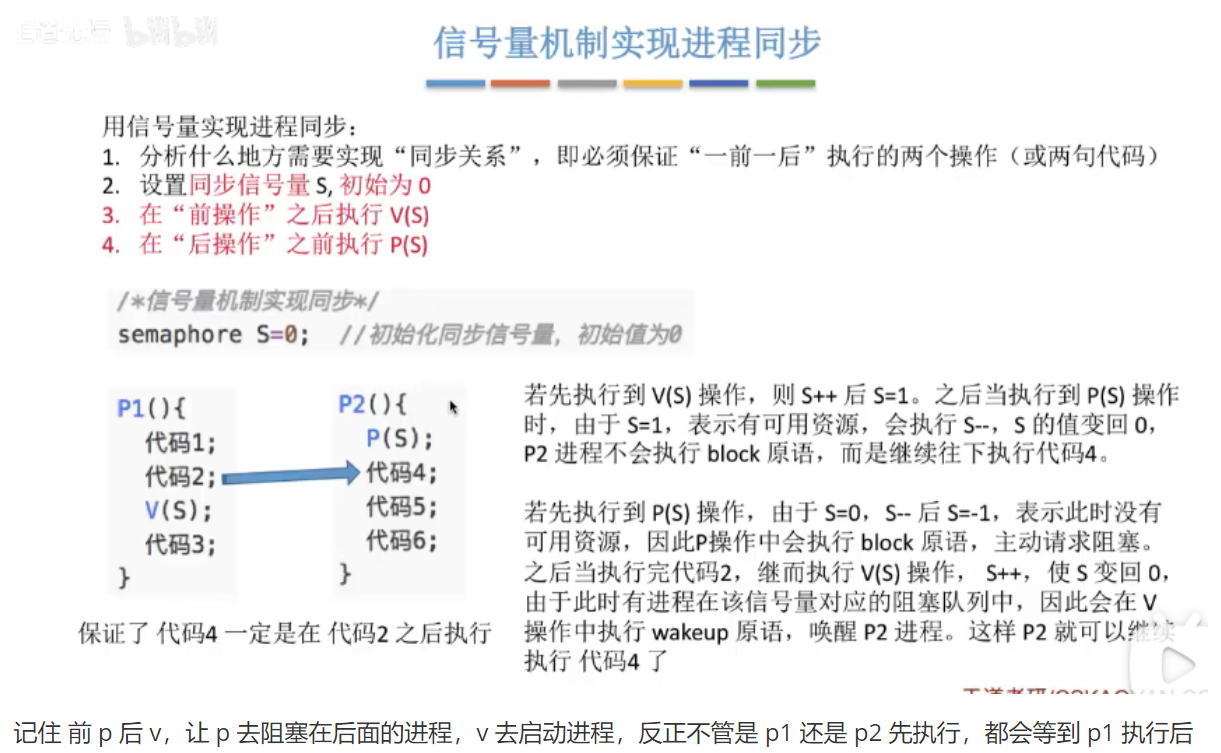 信号量机制实现进程同步
用信号量实现进程同步：
1. 分析什么地方需要实现“同步关系”，即必须保证“一前一后”执行的两个操作（或两句代码）
2. 设置同步信号量 S, 初始为 0
3. 在“前操作”之后执行 V(S)
4. 在“后操作”之前执行 P(S)
/*信号量机制实现同步*/
semaphore S=0; //初始化同步信号量，初始值为0
P1(){
代码1;
代码2;
V(S);
代码3;
}
P2(){
P(S);
代码4;
代码5;
代码6;
}
保证了 代码4 一定是在 代码2 之后执行
若先执行到 V(S) 操作，则 S++ 后 S=1。之后当执行到 P(S) 操作
时，由于 S=1，表示有可用资源，会执行 S--，S 的值变回 0，
P2 进程不会执行 block 原语，而是继续往下执行代码4。
若先执行到 P(S) 操作，由于 S=0，S-- 后 S=-1，表示此时没有
可用资源，因此P操作中会执行 block 原语，主动请求阻塞。
之后当执行完代码2，继而执行 V(S) 操作， S++，使 S 变回 0，
由于此时有进程在该信号量对应的阻塞队列中，因此会在 V
操作中执行 wakeup 原语，唤醒 P2 进程。这样 P2 就可以继续
执行 代码4 了
记住 前 p 后 v，让 p 去阻塞在后面的进程，v 去启动进程，反正不管是 p1 还是 p2 先执行，都会等到 p1 执行后